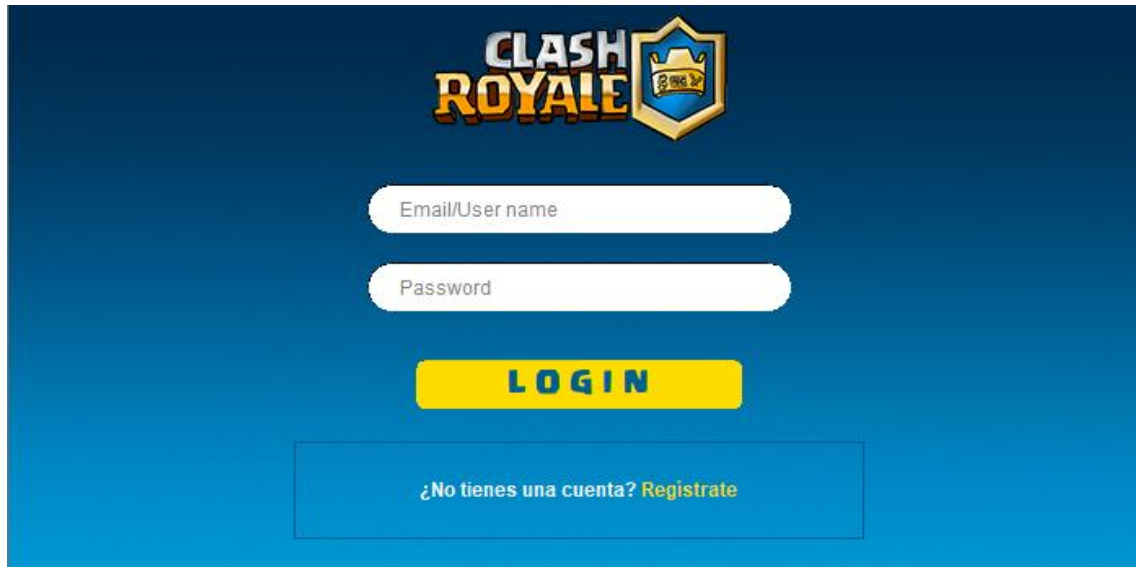 CLASH
ROYALE
Email/User name
Password
LOGIN
¿No tienes una cuenta? Registrate